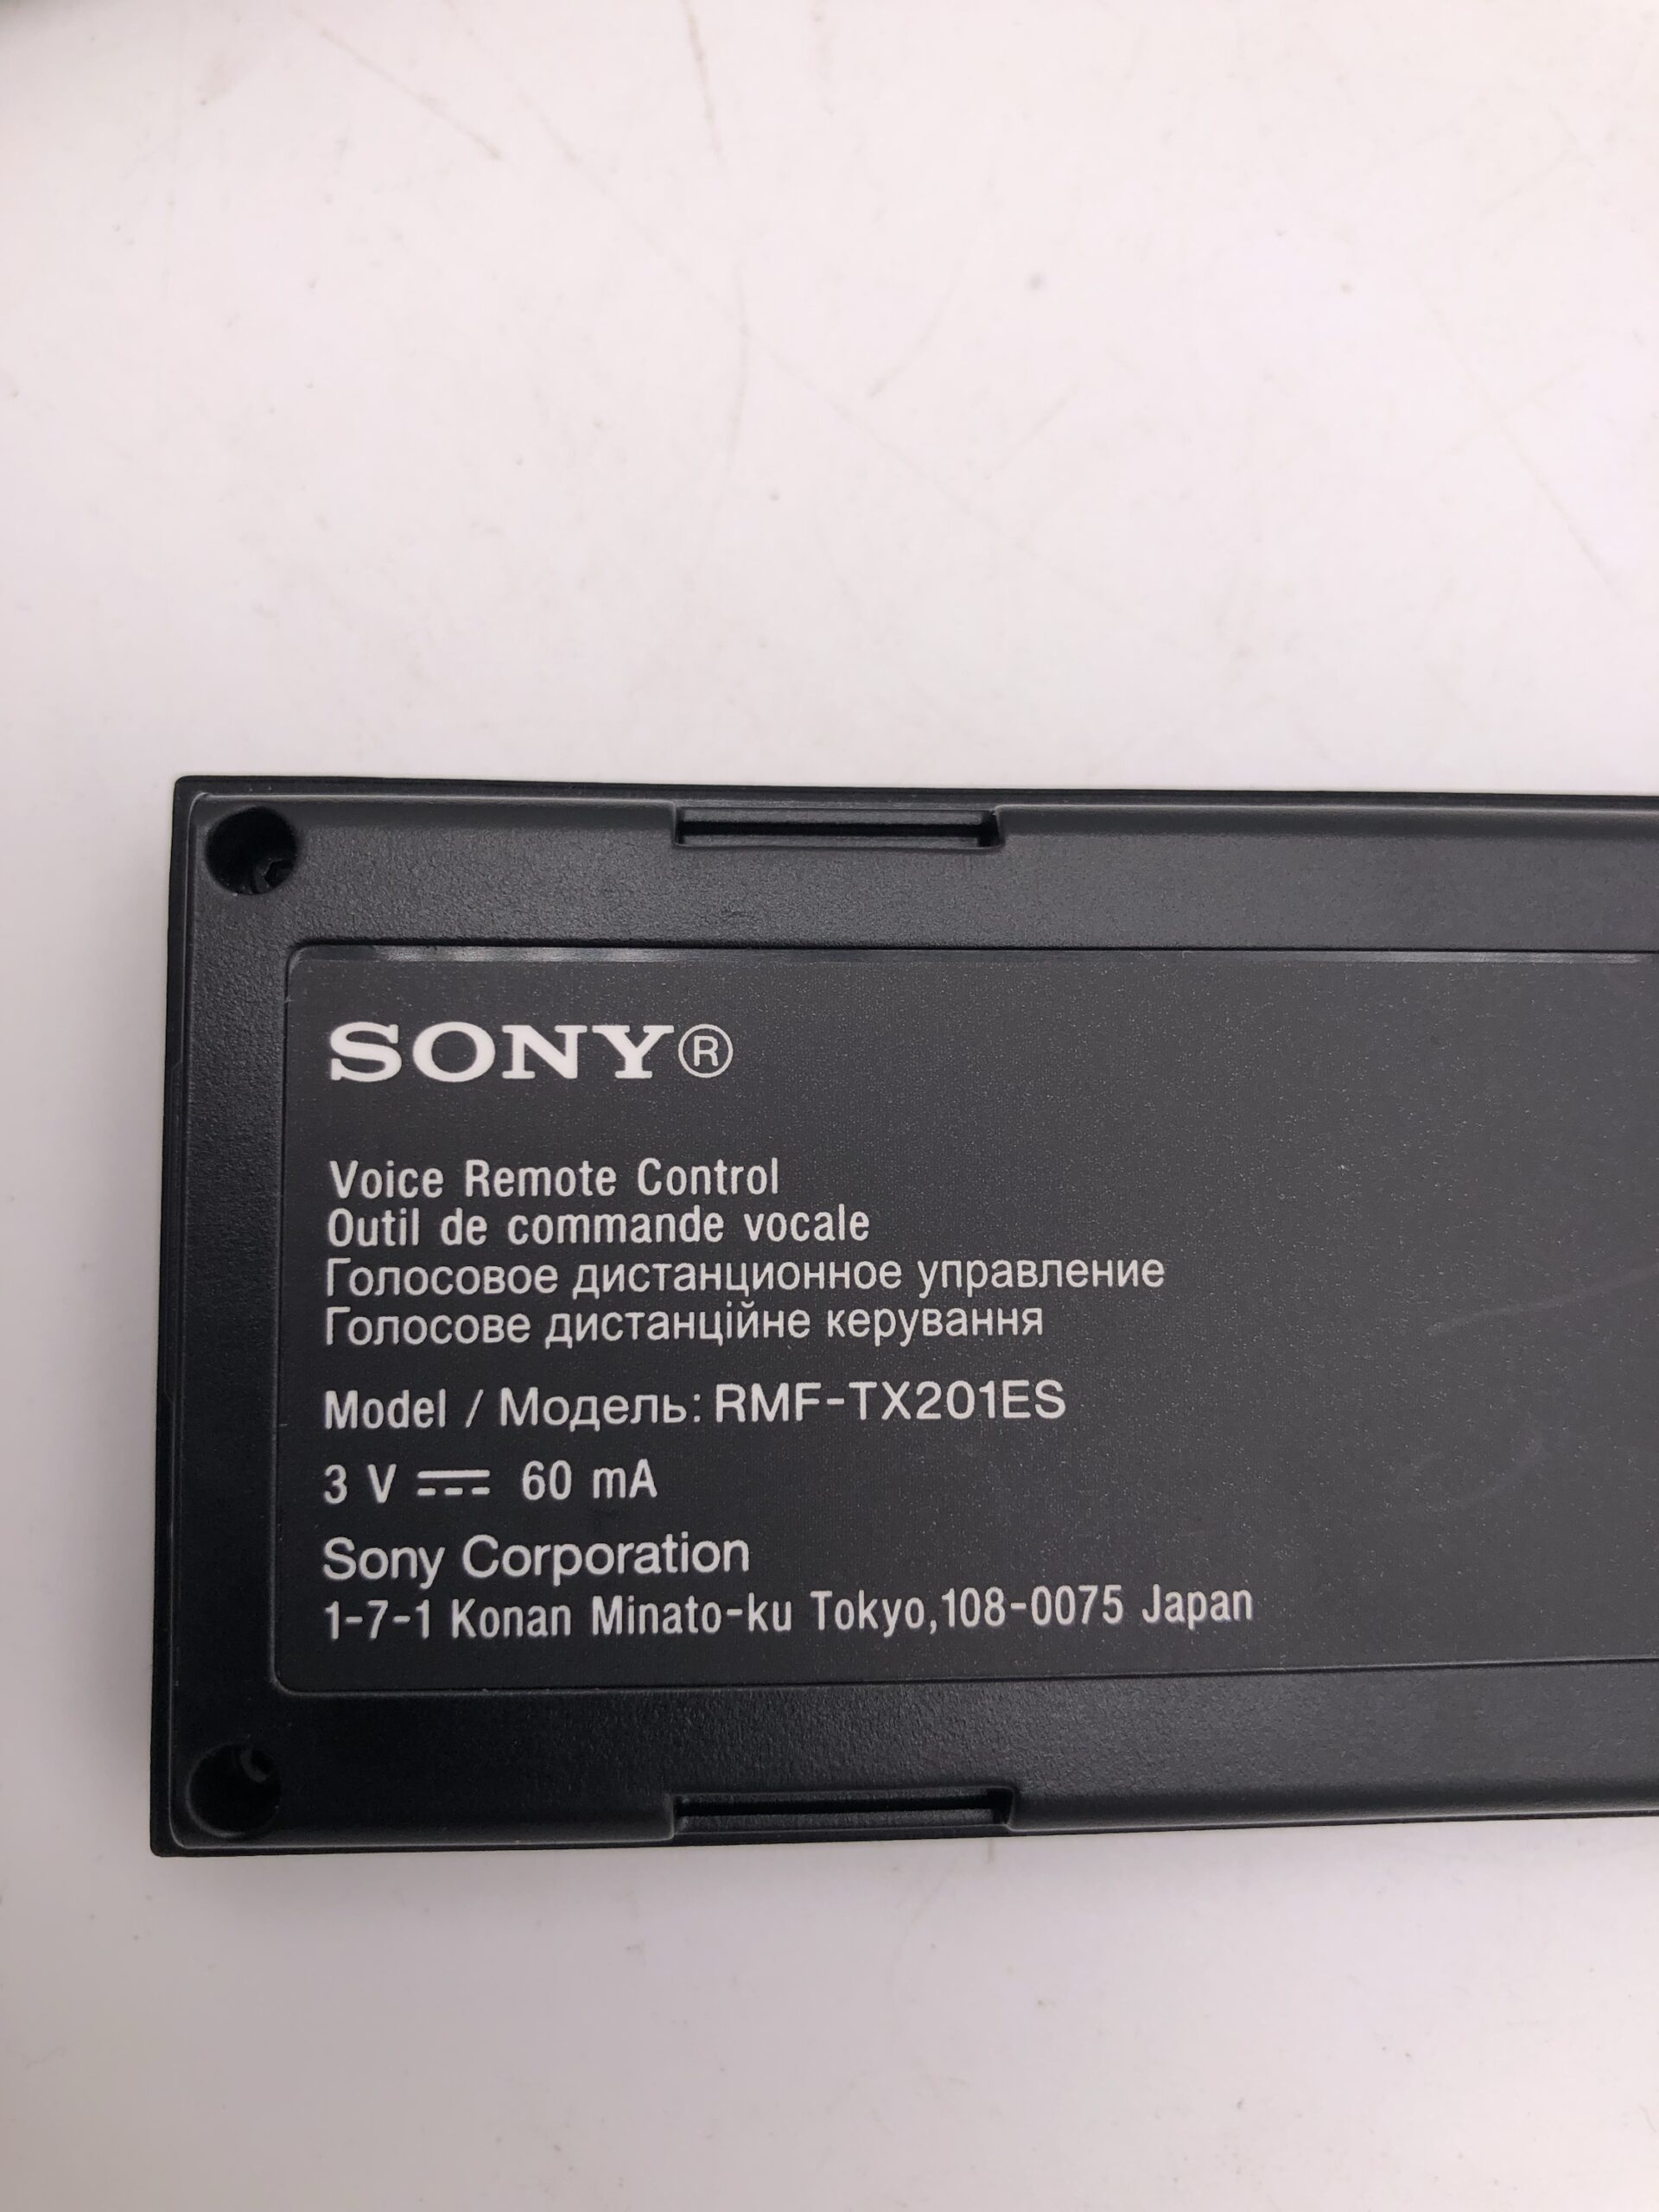 SONY®
Voice Remote Control
Outil de commande vocale
Голосовое дистанционное управление
Голосове дистанційне керування
Model / Модель: RMF-TX201ES
3 V ⎓ 60 mA
Sony Corporation
1-7-1 Konan Minato-ku Tokyo,108-0075 Japan